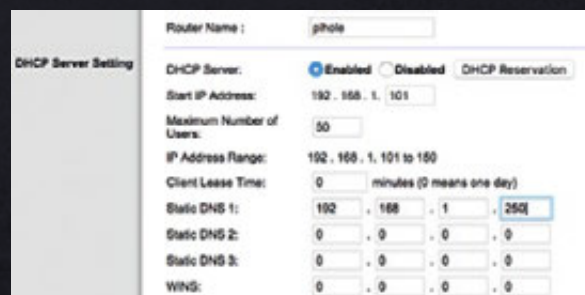 Router Name : pihole
DHCP Server Setting
DHCP Server: Enabled Disabled DHCP Reservation
Start IP Address: 192 . 168 . 1. 101
Maximum Number of Users: 50
IP Address Range: 192 . 168 . 1. 101 to 150
Client Lease Time: 0 minutes (0 means one day)
Static DNS 1: 192 . 168 . 1 . 250
Static DNS 2: 0 . 0 . 0 . 0
Static DNS 3: 0 . 0 . 0 . 0
WINS: 0 . 0 . 0 . 0